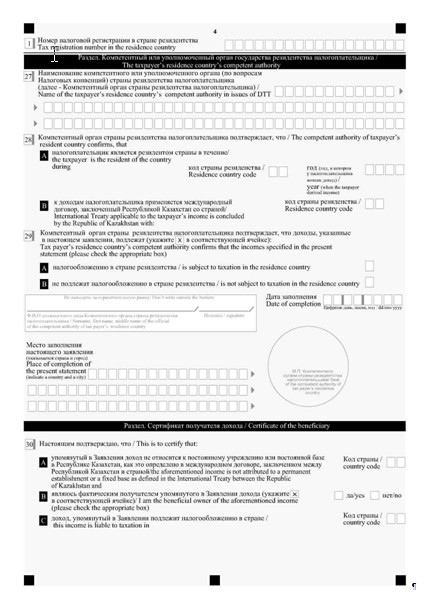 4
1 Номер налоговой регистрации в стране резидентства
Tax registration number in the residence country
Раздел. Компетентный или уполномоченный орган государства резидентства налогоплательщика /
The taxpayer's residence country's competent authority
27 Наименование компетентного или уполномоченного органа (по вопросам
Налоговых конвенций) страны резидентства налогоплательщика
(далее - Компетентный орган страны резидентства налогоплательщика) /
Name of the taxpayer's residence country's competent authority in issues of DTT
28 Компетентный орган страны резидентства налогоплательщика подтверждает, что / The competent authority of taxpayer's
residence country confirms, that
A налогоплательщик является резидентом страны в течение/
the taxpayer is the resident of the country
during
код страны резидентства /
Residence country code
год (год, в котором
у налогоплательщика
возник доход) /
year (when the taxpayer
derived income)
B к доходам налогоплательщика применяется международный
договор, заключенный Республикой Казахстан со страной/
International Treaty applicable to the taxpayer's income is concluded
by the Republic of Kazakhstan with:
код страны резидентства /
Residence country code
29 Компетентный орган страны резидентства налогоплательщика подтверждает, что доходы, указанные
в настоящем заявлении, подлежат (укажите X в соответствующей ячейке):
Tax payer's residence country's competent authority confirms that the incomes specified in the present
statement (please check the appropriate box)
A налогообложению в стране резидентства / is subject to taxation in the residence country
B не подлежат налогообложению в стране резидентства / is not subject to taxation in the residence country
Дата заполнения
Date of completion
Подпись / signature
Место заполнения
настоящего заявления
(указывается страна и город)
Place of completion of
the present statement
(indicate a country and a city)
Раздел. Сертификат получателя дохода / Certificate of the beneficiary
30 Настоящим подтверждаю, что / This is to certify that:
A упомянутый в Заявлении доход не относится к постоянному учреждению или постоянной базе
в Республике Казахстан, как это определено в международном договоре, заключенном между
Республикой Казахстан и страной/the aforementioned income is not attributed to a permanent
establishment or a fixed base as defined in the International Treaty between the Republic
of Kazakhstan and
Код страны /
country code
B являюсь фактическим получателем упомянутого в Заявлении дохода (укажите X
в соответствующей ячейке)/ I am the beneficial owner of the aforementioned income
(please check the appropriate box)
да/yes
нет/no
C доход, упомянутый в Заявлении подлежит налогообложению в стране /
this income is liable to taxation in
Код страны /
country code